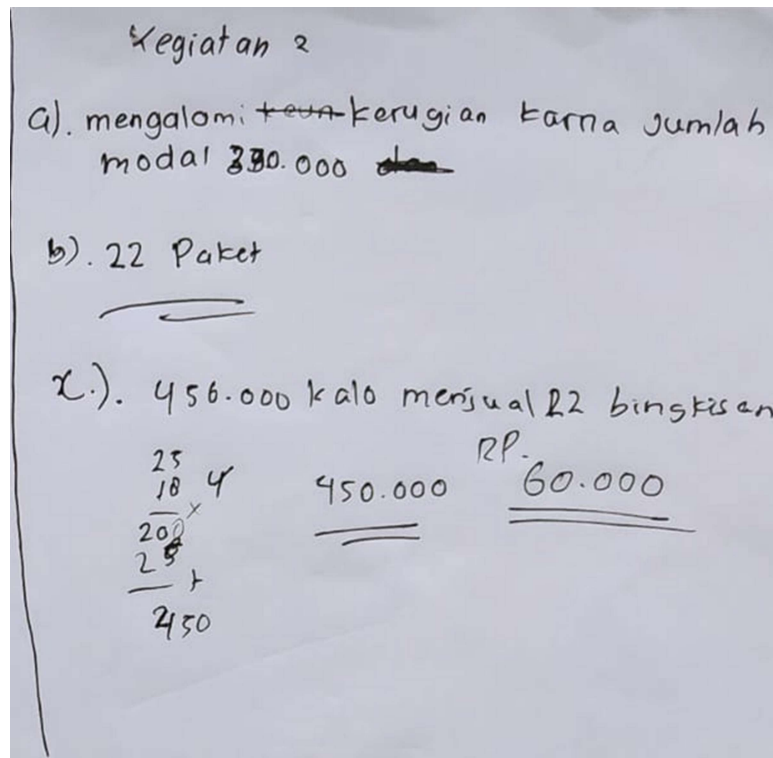 Kegiatan 2
a). mengalami kerugian karna Jumlah
modal 390.000
b). 22 Paket
x.). 456.000 kalo menjual 22 bingkisan
25
18 4
x
200
25
+
450
450.000
RP.
60.000